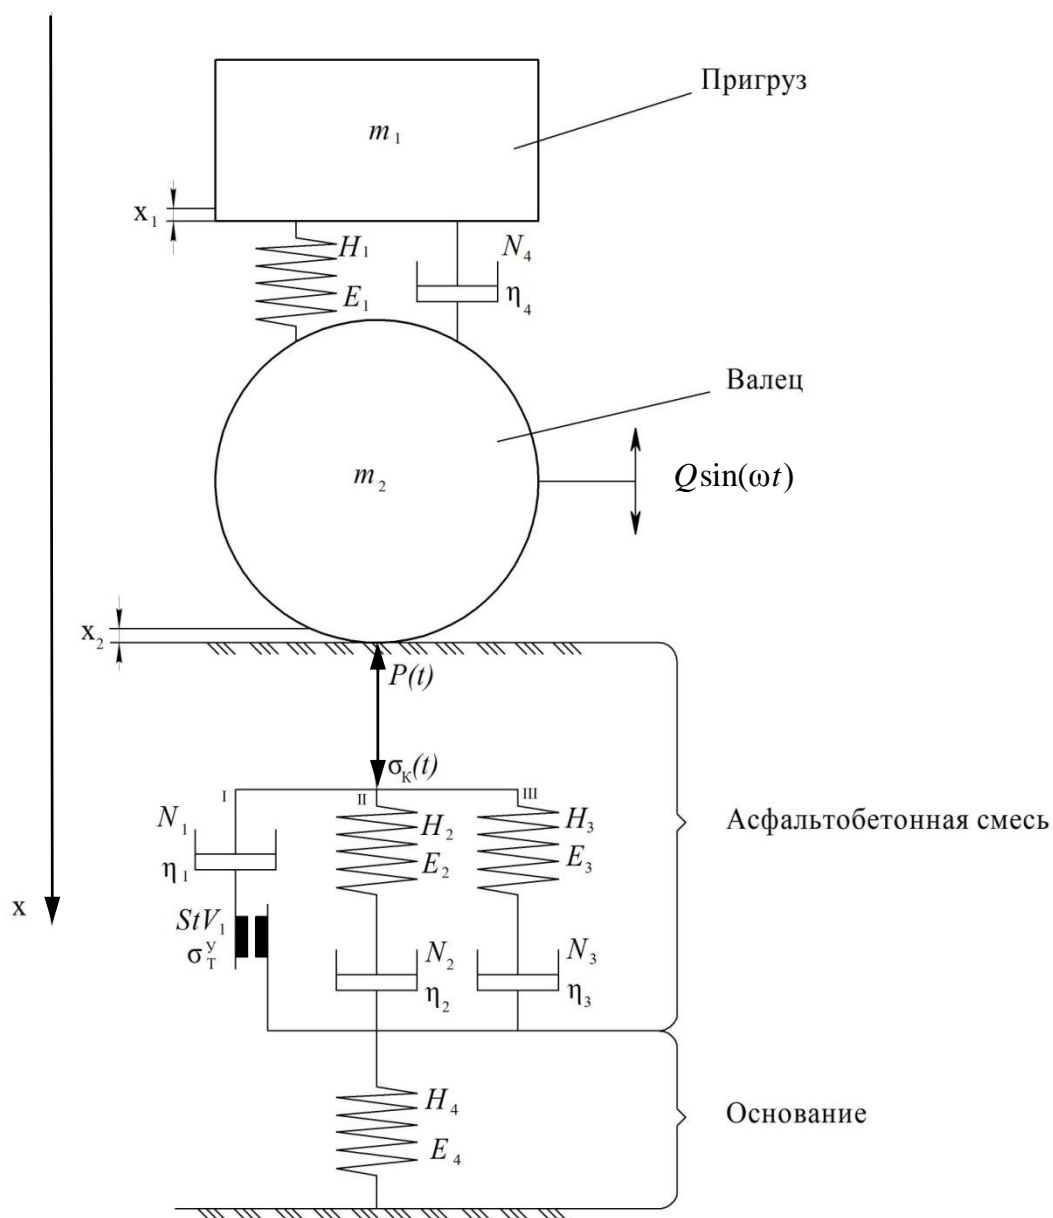 Пригруз
m₁
x₁
H₁
N₄
E₁
η₄
Валец
m₂
Qsin(ωt)
x₂
P(t)
σК(t)
I
II
III
N₁
H₂
H₃
Асфальтобетонная смесь
η₁
E₂
E₃
x
StV₁
σТУ
N₂
N₃
η₂
η₃
H₄
Основание
E₄